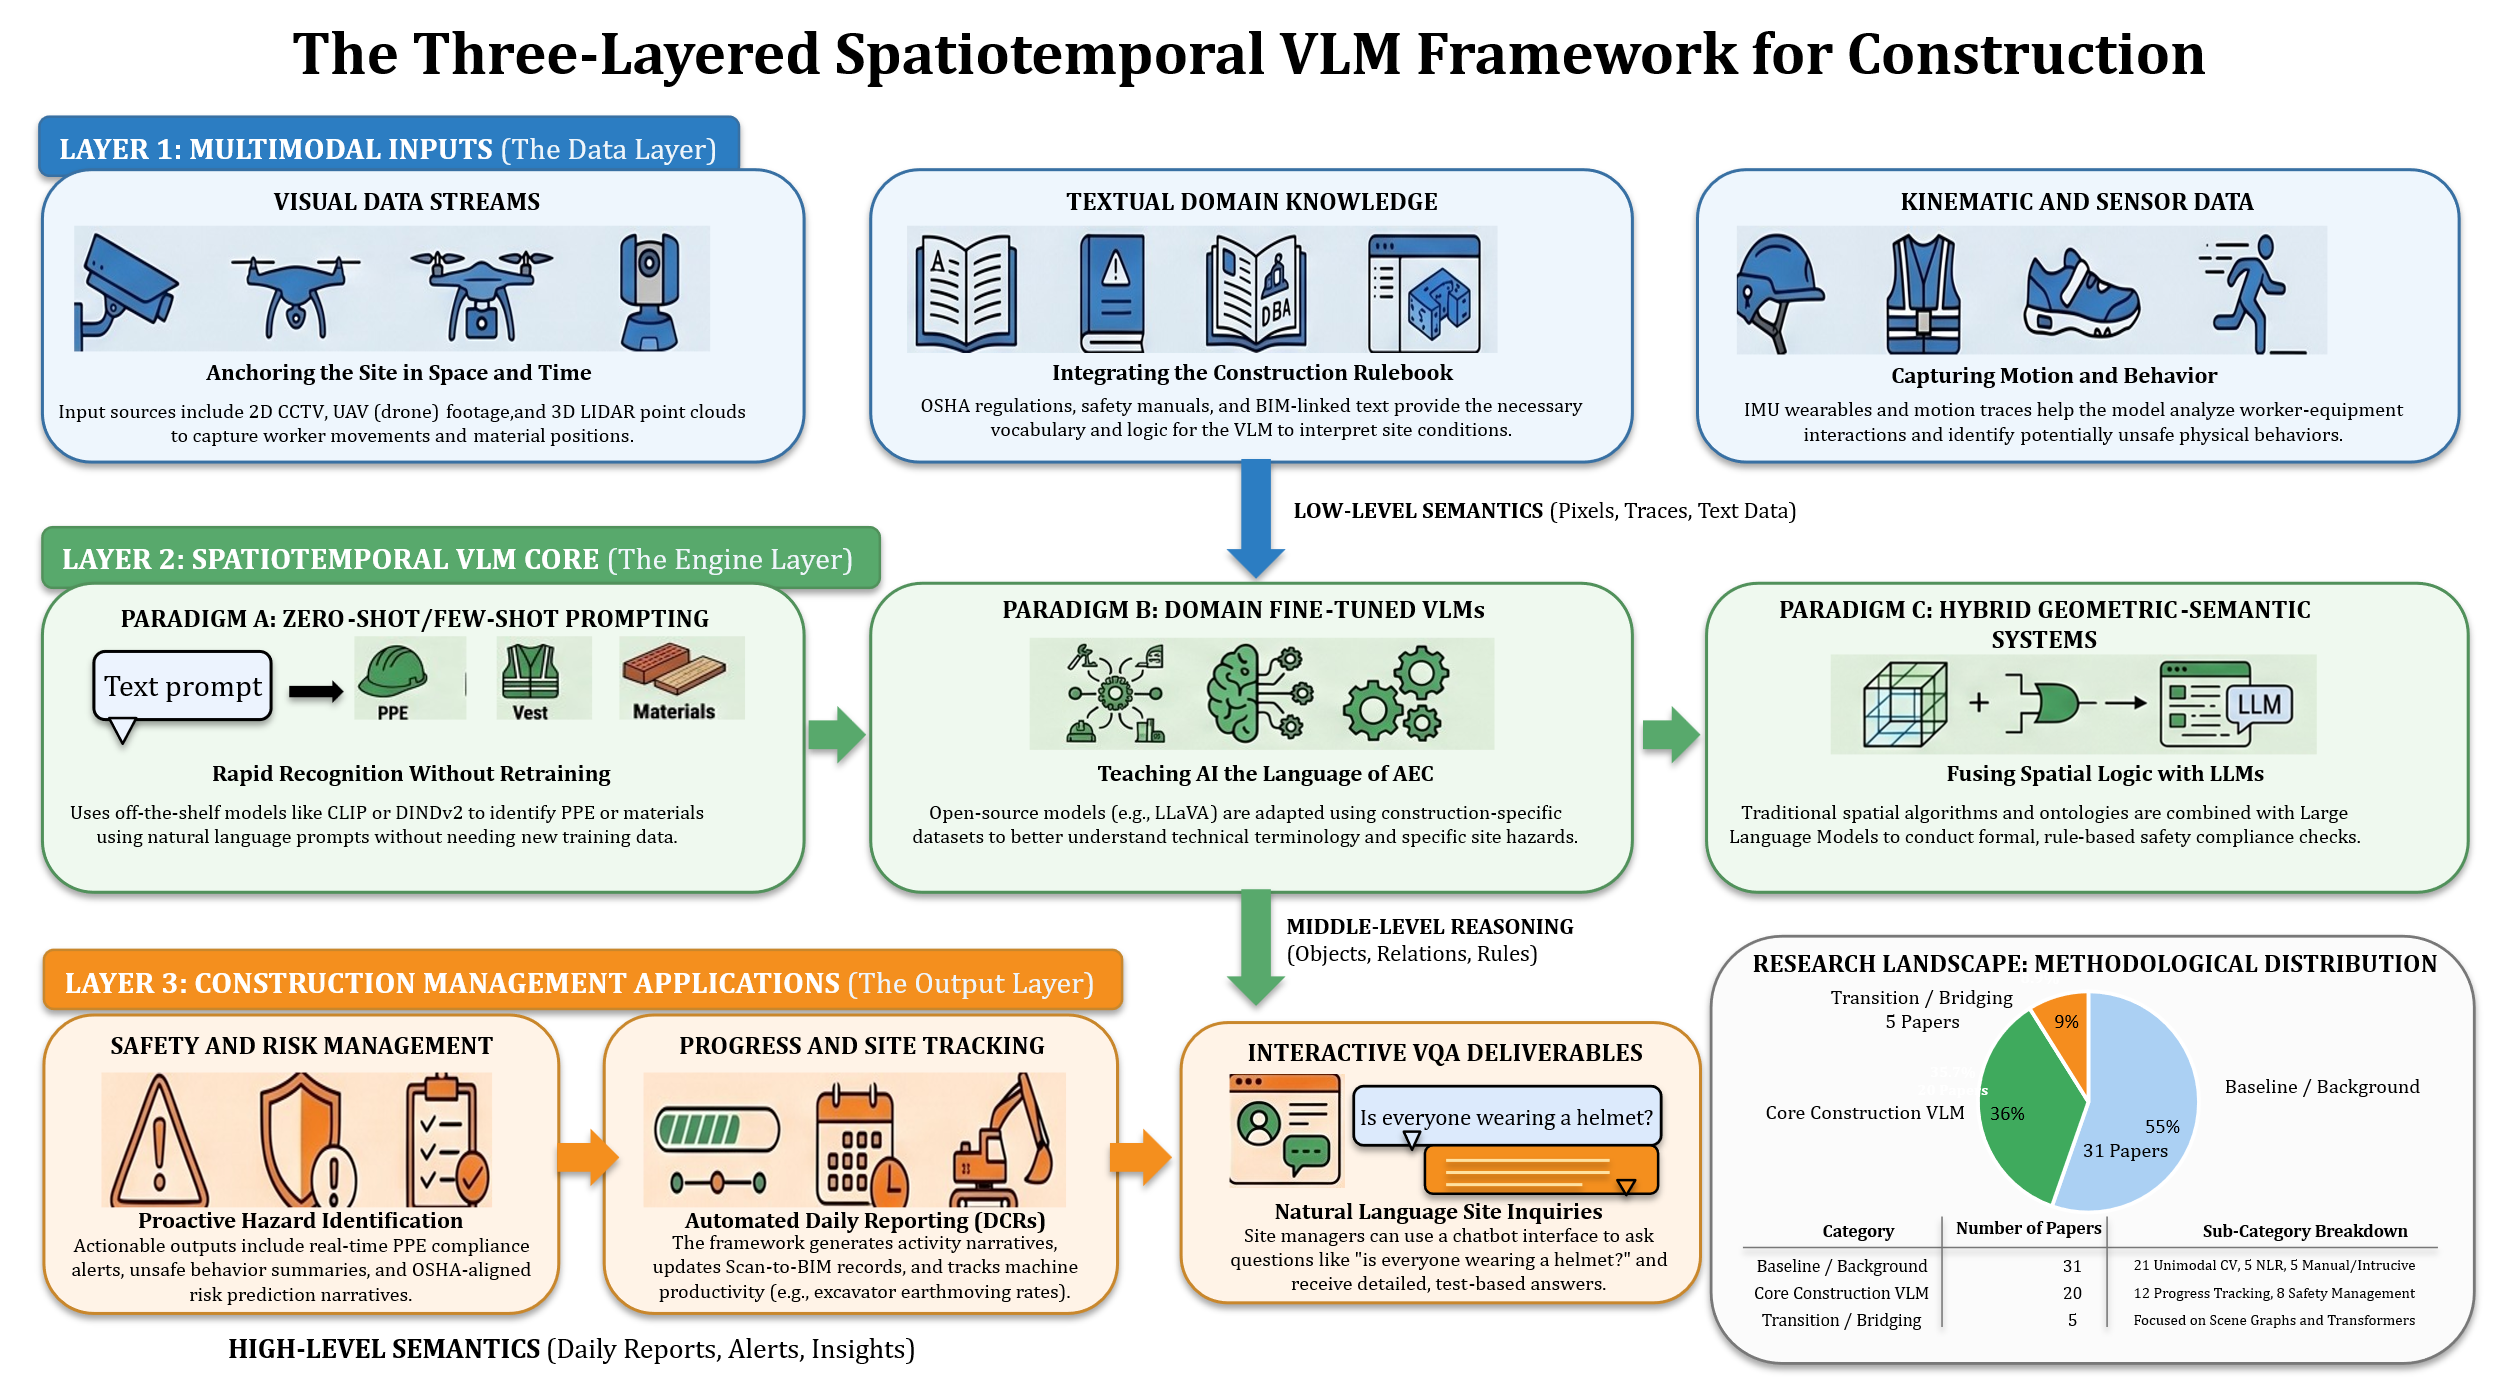 The Three-Layered Spatiotemporal VLM Framework for Construction
LAYER 1: MULTIMODAL INPUTS (The Data Layer)
VISUAL DATA STREAMS
Anchoring the Site in Space and Time
Input sources include 2D CCTV, UAV (drone) footage,and 3D LIDAR point clouds
to capture worker movements and material positions.
TEXTUAL DOMAIN KNOWLEDGE
A
DBA
Integrating the Construction Rulebook
OSHA regulations, safety manuals, and BIM-linked text provide the necessary
vocabulary and logic for the VLM to interpret site conditions.
KINEMATIC AND SENSOR DATA
Capturing Motion and Behavior
IMU wearables and motion traces help the model analyze worker-equipment
interactions and identify potentially unsafe physical behaviors.
LOW-LEVEL SEMANTICS (Pixels, Traces, Text Data)
LAYER 2: SPATIOTEMPORAL VLM CORE (The Engine Layer)
PARADIGM A: ZERO-SHOT/FEW-SHOT PROMPTING
Text prompt
PPE
Vest
Materials
Rapid Recognition Without Retraining
Uses off-the-shelf models like CLIP or DINDv2 to identify PPE or materials
using natural language prompts without needing new training data.
PARADIGM B: DOMAIN FINE-TUNED VLMs
Teaching AI the Language of AEC
Open-source models (e.g., LLaVA) are adapted using construction-specific
datasets to better understand technical terminology and specific site hazards.
PARADIGM C: HYBRID GEOMETRIC-SEMANTIC
SYSTEMS
+
LLM
Fusing Spatial Logic with LLMs
Traditional spatial algorithms and ontologies are combined with Large
Language Models to conduct formal, rule-based safety compliance checks.
MIDDLE-LEVEL REASONING
(Objects, Relations, Rules)
LAYER 3: CONSTRUCTION MANAGEMENT APPLICATIONS (The Output Layer)
SAFETY AND RISK MANAGEMENT
Proactive Hazard Identification
Actionable outputs include real-time PPE compliance
alerts, unsafe behavior summaries, and OSHA-aligned
risk prediction narratives.
PROGRESS AND SITE TRACKING
Automated Daily Reporting (DCRs)
The framework generates activity narratives,
updates Scan-to-BIM records, and tracks machine
productivity (e.g., excavator earthmoving rates).
INTERACTIVE VQA DELIVERABLES
Is everyone wearing a helmet?
Natural Language Site Inquiries
Site managers can use a chatbot interface to ask
questions like "is everyone wearing a helmet?" and
receive detailed, test-based answers.
HIGH-LEVEL SEMANTICS (Daily Reports, Alerts, Insights)
RESEARCH LANDSCAPE: METHODOLOGICAL DISTRIBUTION
Transition / Bridging
5 Papers
9%
Baseline / Background
Core Construction VLM
36%
55%
31 Papers
Category Number of Papers Sub-Category Breakdown
Baseline / Background 31 21 Unimodal CV, 5 NLR, 5 Manual/Intrucive
Core Construction VLM 20 12 Progress Tracking, 8 Safety Management
Transition / Bridging 5 Focused on Scene Graphs and Transformers